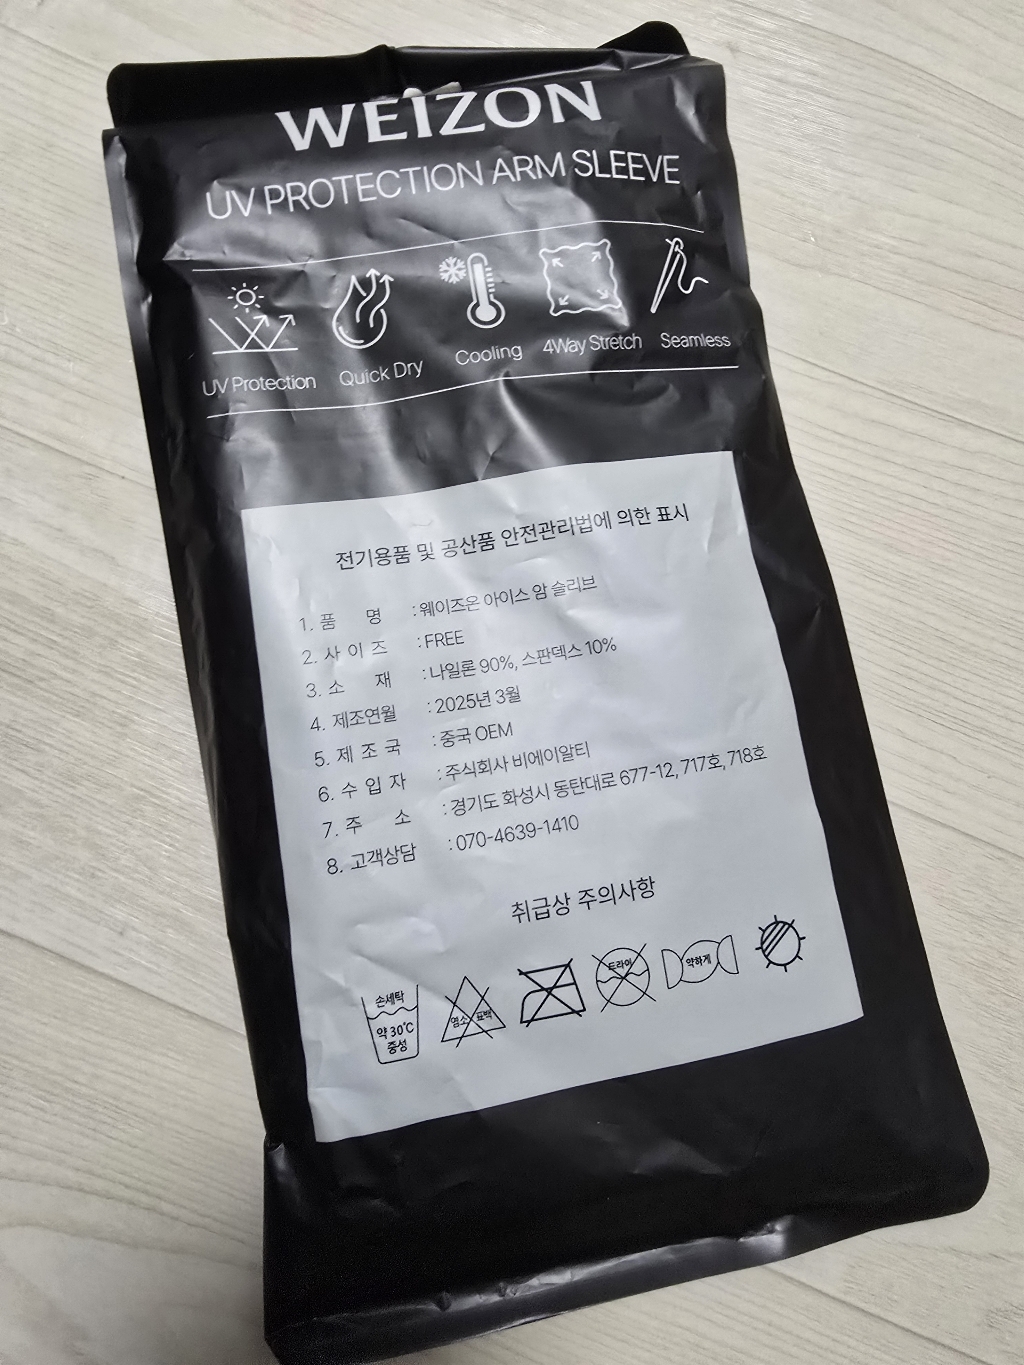 WEIZON
UV PROTECTION ARM SLEEVE
UV Protection Quick Dry Cooling 4Way Stretch Seamless
전기용품 및 공산품 안전관리법에 의한 표시
1. 품 명 : 웨이즈온 아이스 암 슬리브
2. 사 이 즈 : FREE
3. 소 재 : 나일론 90%, 스판덱스 10%
4. 제조연월 : 2025년 3월
5. 제 조 국 : 중국 OEM
6. 수 입 자 : 주식회사 비에이알티
7. 주 소 : 경기도 화성시 동탄대로 677-12, 717호, 718호
8. 고객상담 : 070-4639-1410
취급상 주의사항
손세탁
약 30℃
중성
염소 표백
드라이
약하게